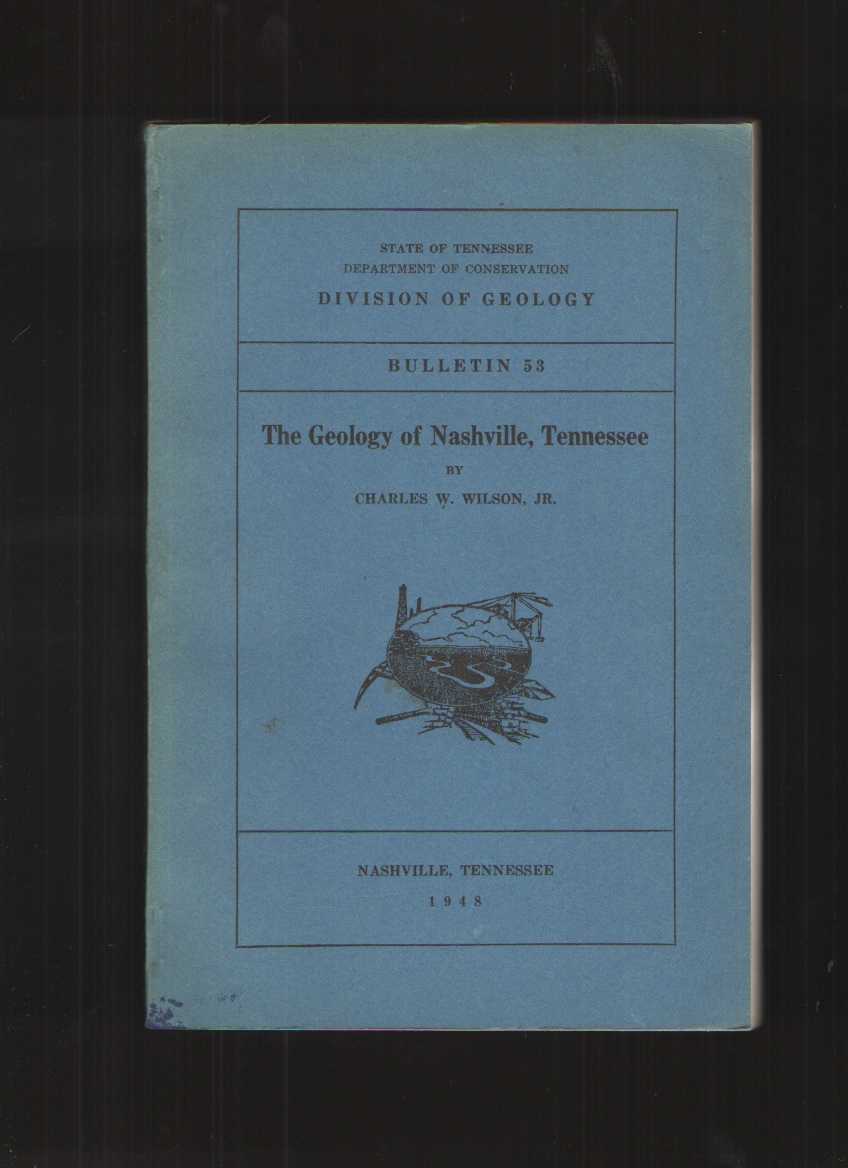 STATE OF TENNESSEE
DEPARTMENT OF CONSERVATION
DIVISION OF GEOLOGY
BULLETIN 53
The Geology of Nashville, Tennessee
BY
CHARLES W. WILSON, JR.
NASHVILLE, TENNESSEE
1948